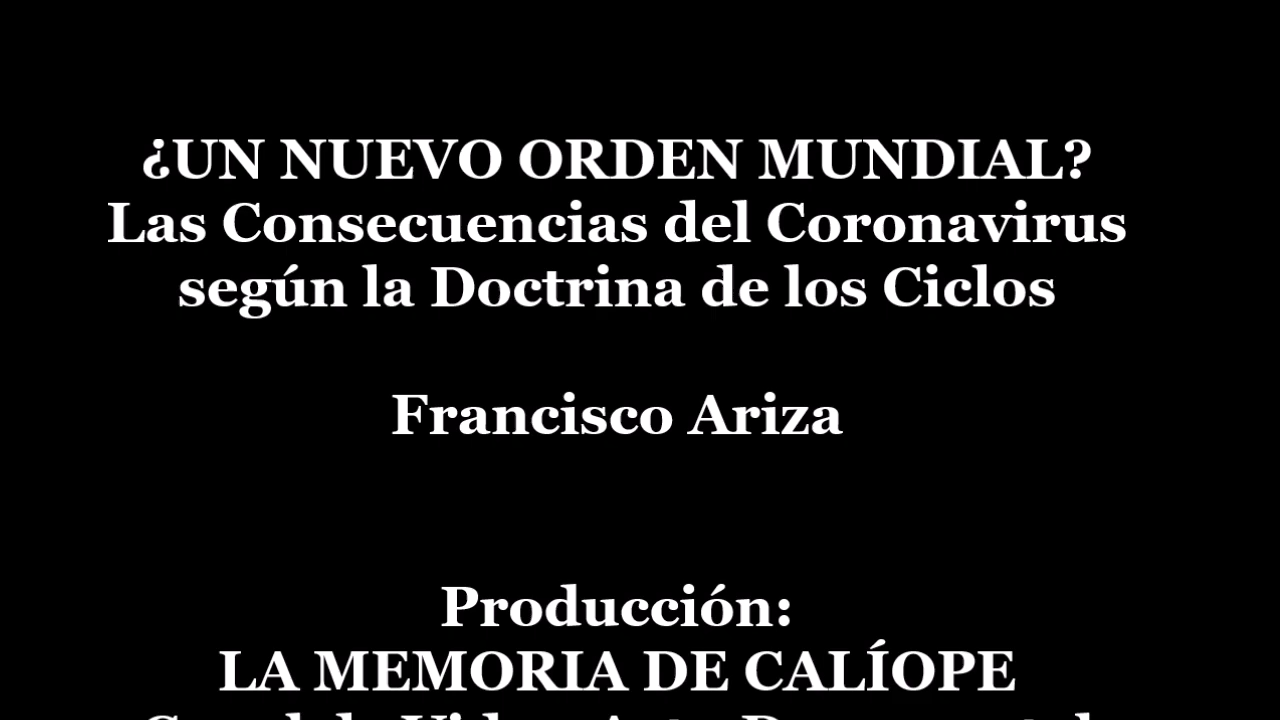 ¿UN NUEVO ORDEN MUNDIAL?
Las Consecuencias del Coronavirus
según la Doctrina de los Ciclos
Francisco Ariza
Producción:
LA MEMORIA DE CALÍOPE